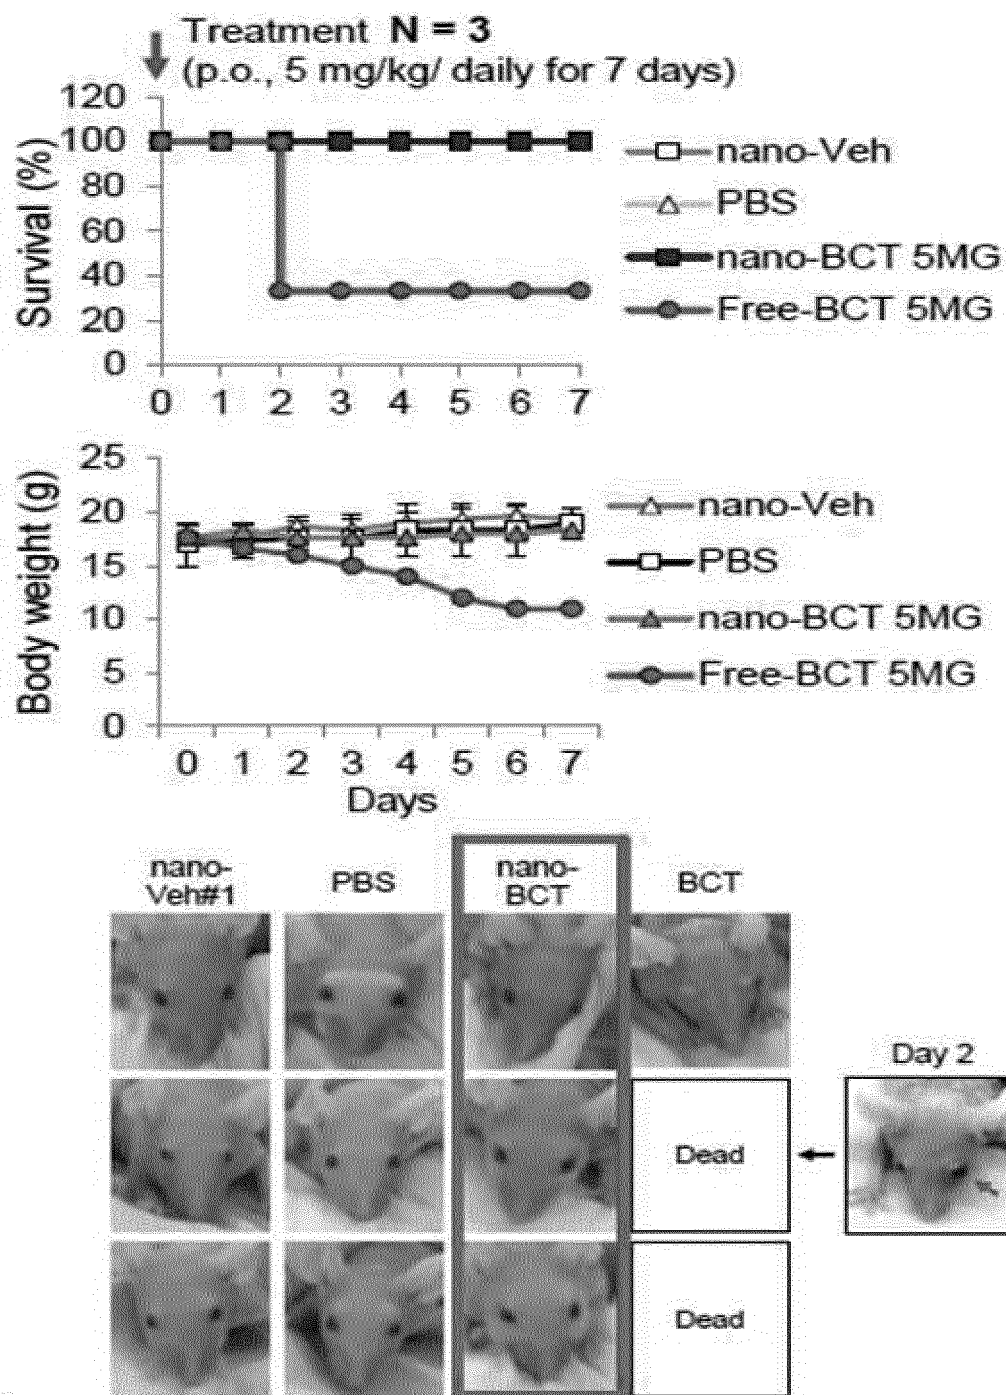 Treatment N = 3
(p.o., 5 mg/kg/ daily for 7 days)
Survival (%)
120
100
80
60
40
20
0
0 1 2 3 4 5 6 7
nano-Veh
PBS
nano-BCT 5MG
Free-BCT 5MG
Body weight (g)
25
20
15
10
5
0
0 1 2 3 4 5 6 7
Days
nano-Veh
PBS
nano-BCT 5MG
Free-BCT 5MG
nano-
Veh#1
PBS
nano-
BCT
BCT
Day 2
Dead
Dead